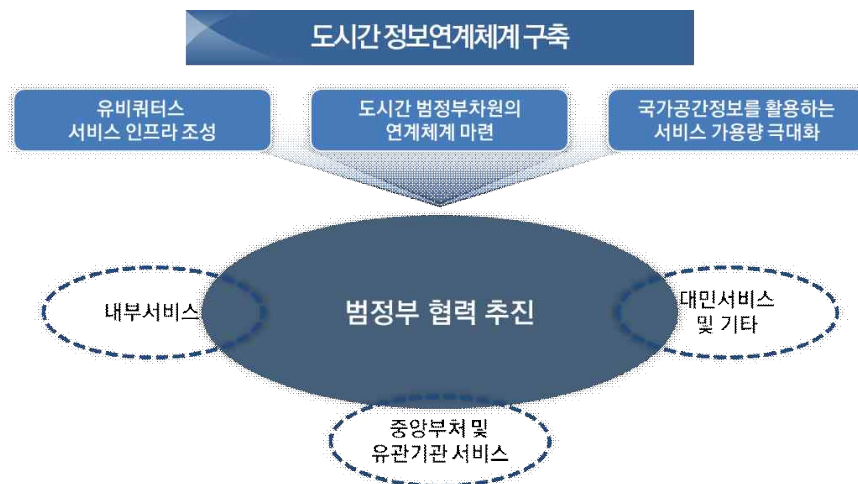 도시간 정보연계체계 구축
유비쿼터스
서비스 인프라 조성
도시간 범정부차원의
연계체계 마련
국가공간정보를 활용하는
서비스 가용량 극대화
범정부 협력 추진
내부서비스
대민서비스
및 기타
중앙부처 및
유관기관 서비스